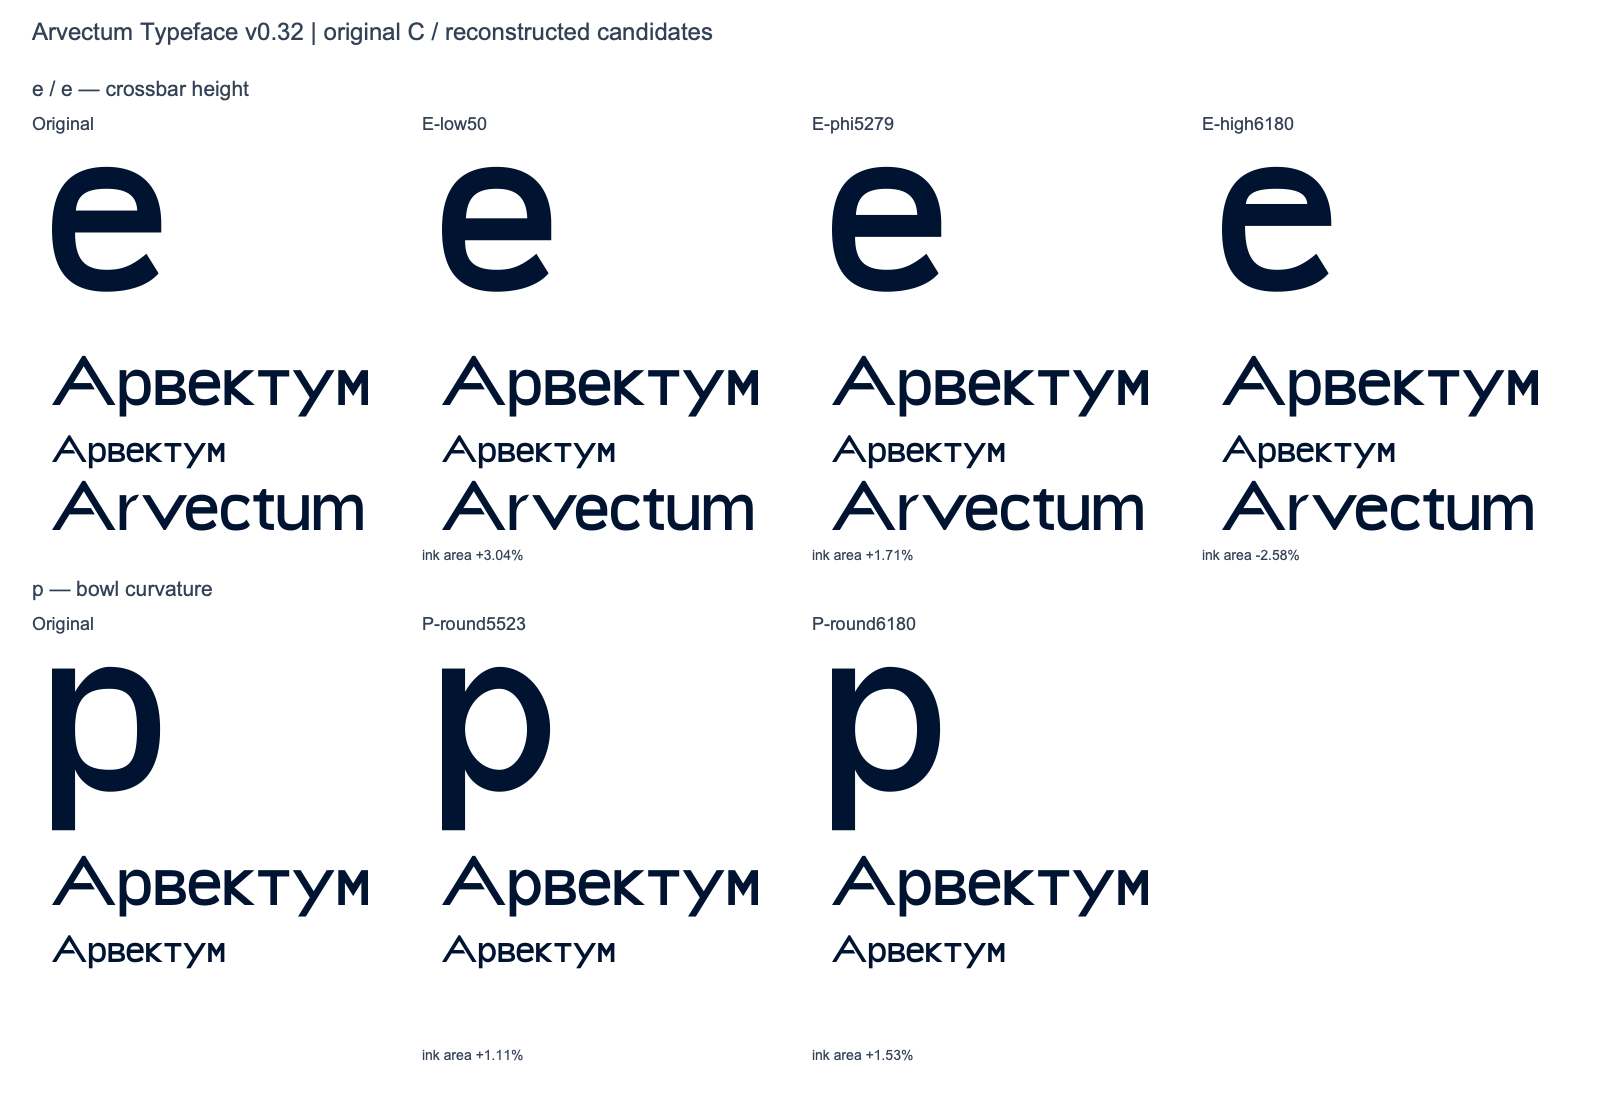 Arvectum Typeface v0.32 | original C / reconstructed candidates
e / е — crossbar height
Original E-low50 E-phi5279 E-high6180
e e e e
Арвектум Арвектум Арвектум Арвектум
Арвектум Арвектум Арвектум Арвектум
Arvectum Arvectum Arvectum Arvectum
ink area +3.04% ink area +1.71% ink area -2.58%
р — bowl curvature
Original P-round5523 P-round6180
р р р
Арвектум Арвектум Арвектум
Арвектум Арвектум Арвектум
ink area +1.11% ink area +1.53%